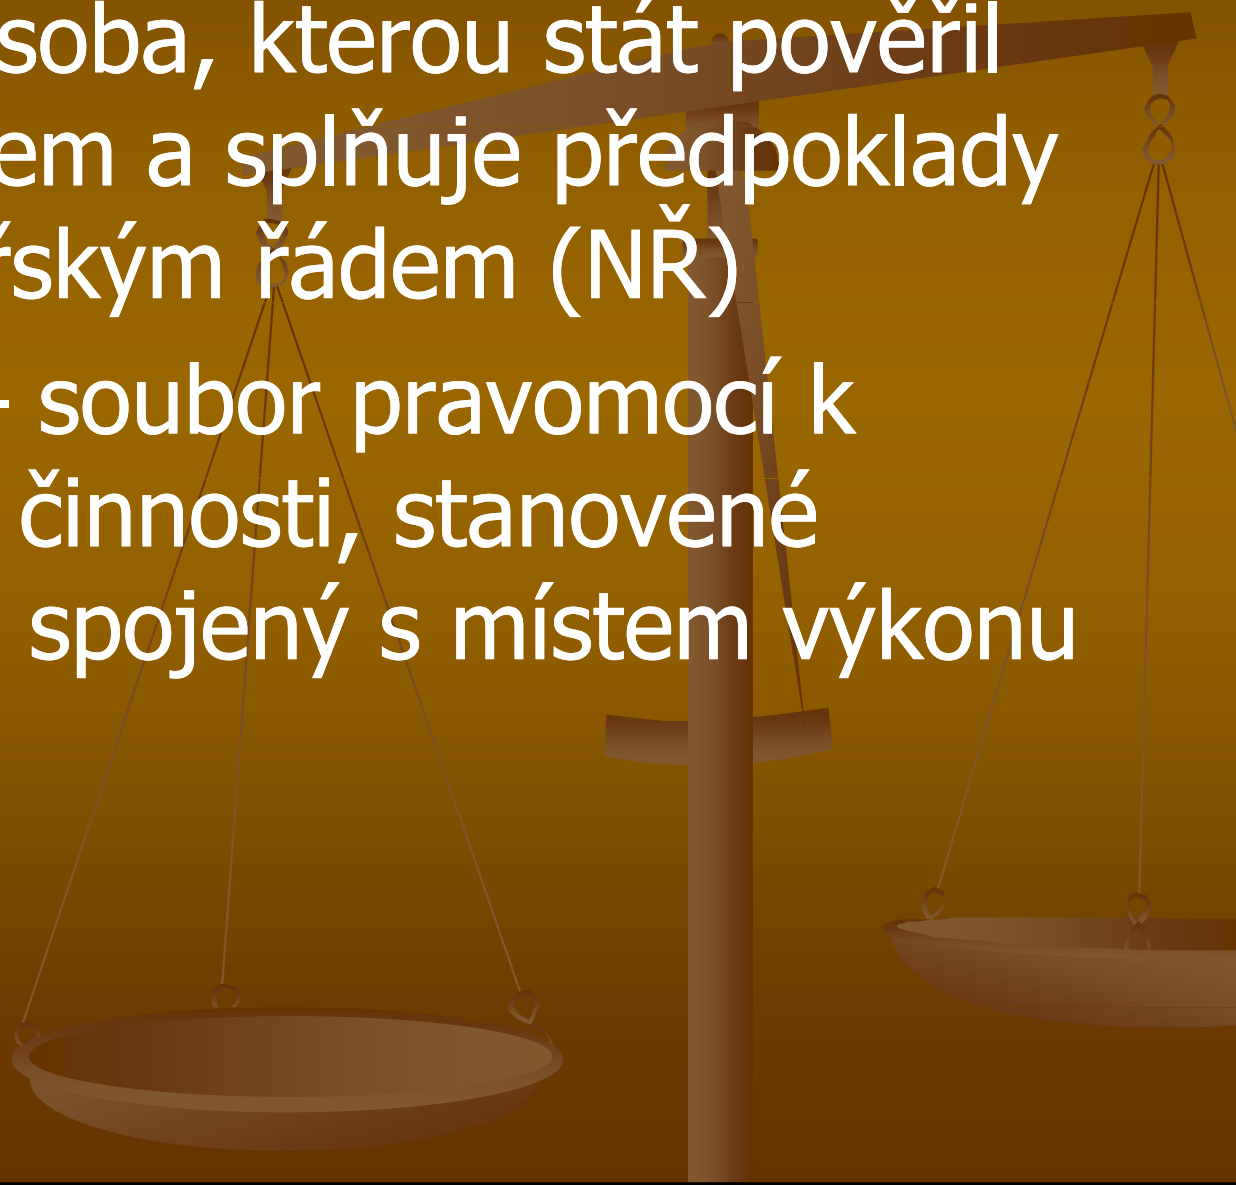 soba, kterou stát pověřil
em a splňuje předpoklady
řským řádem (NŘ)
- soubor pravomocí k
činnosti, stanovené
spojený s místem výkonu